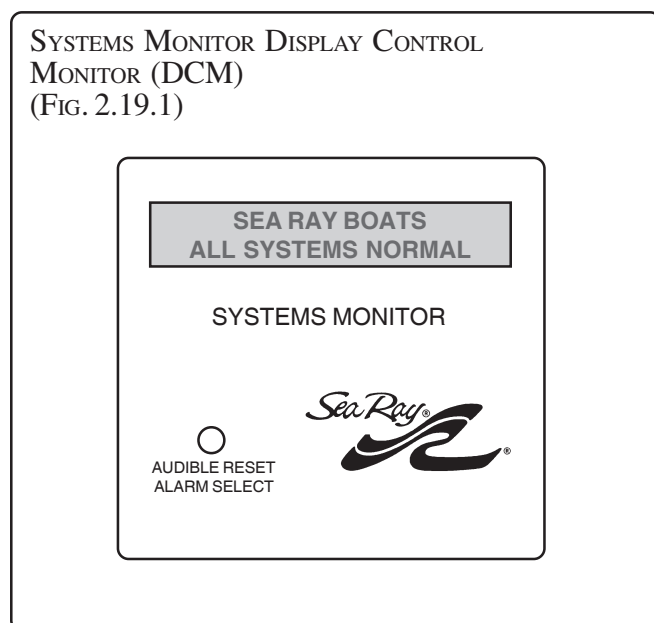 SYSTEMS MONITOR DISPLAY CONTROL
MONITOR (DCM)
(FIG. 2.19.1)
SEA RAY BOATS
ALL SYSTEMS NORMAL
SYSTEMS MONITOR
Sea Ray®
®
AUDIBLE RESET
ALARM SELECT